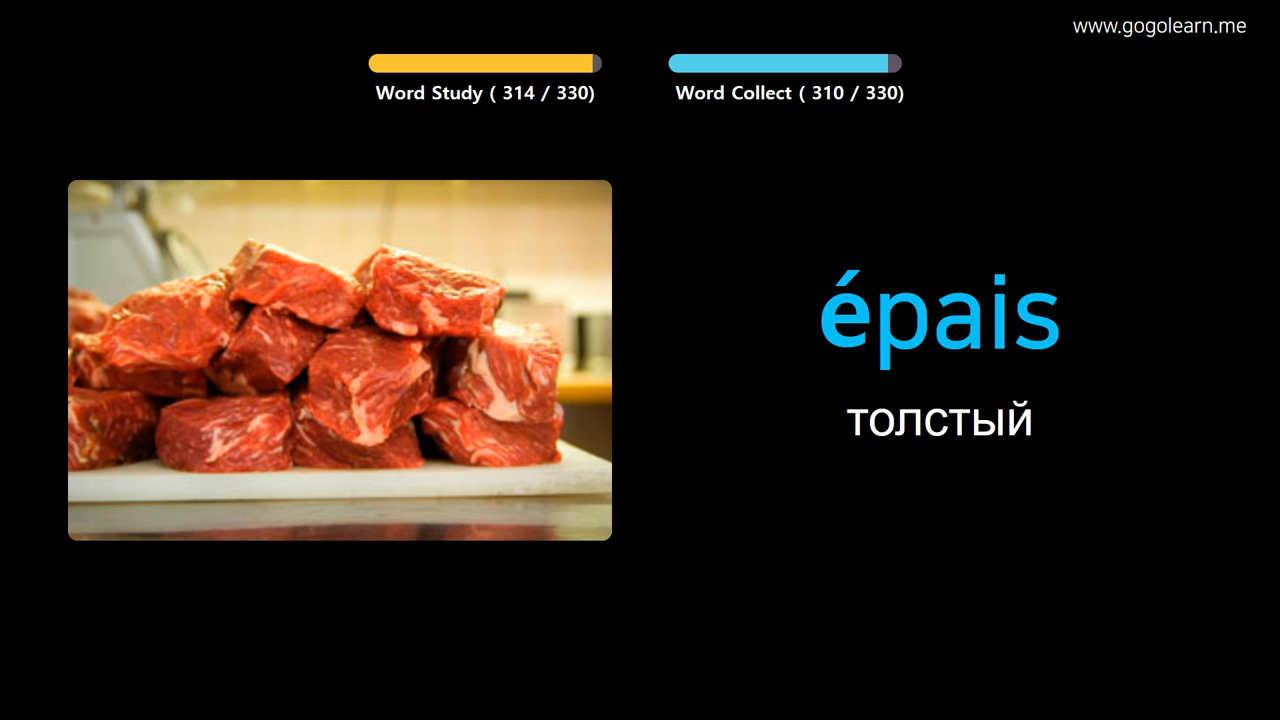 www.gogolearn.me
Word Study ( 314 / 330)
Word Collect ( 310 / 330)
épais
толстый